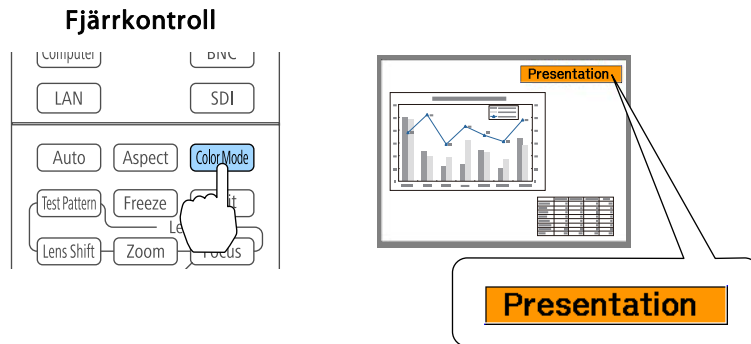 Fjärrkontroll
Computer BNC
LAN SDI
Auto Aspect Color Mode
Test Pattern Freeze
Lens Shift Zoom Focus
Presentation
Presentation